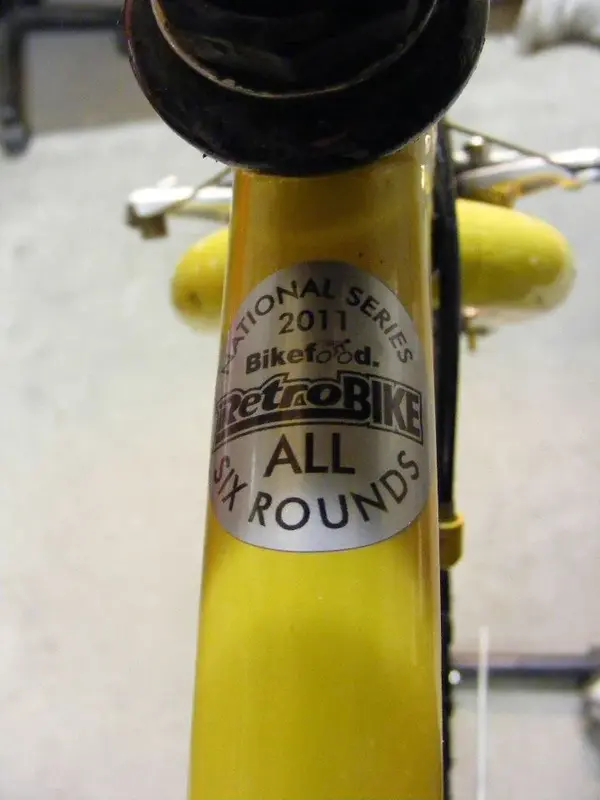 NATIONAL SERIES
2011
Bikefood.
RetroBIKE
ALL
SIX ROUNDS